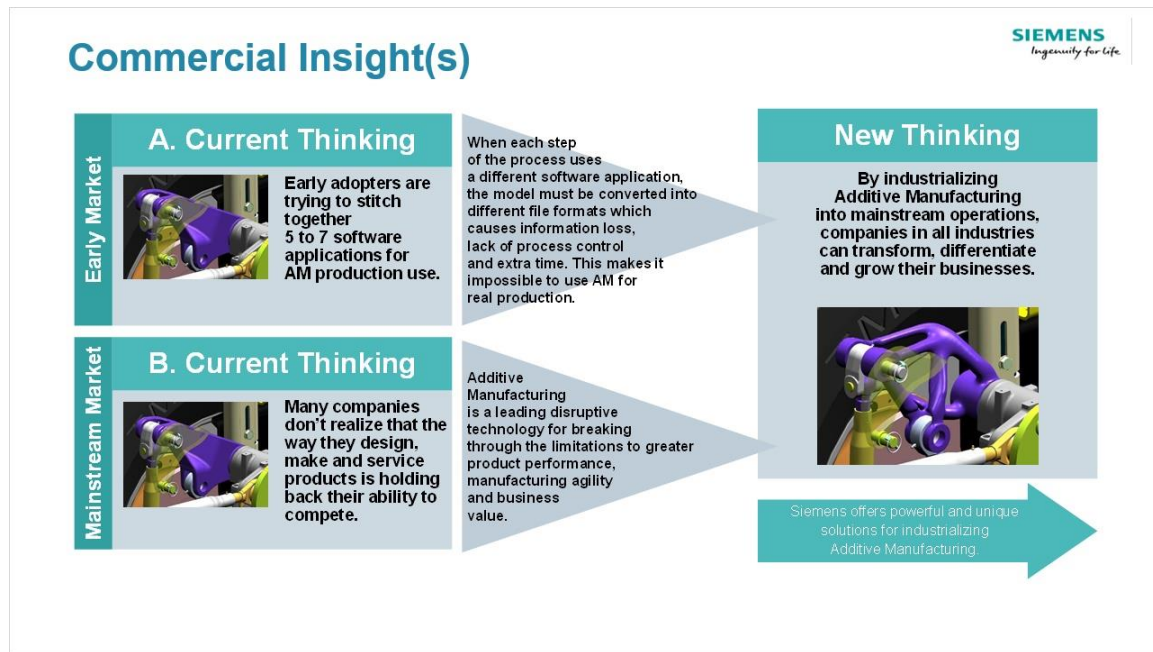 Commercial Insight(s)
SIEMENS
Ingenuity for life
Early Market
A. Current Thinking
Early adopters are
trying to stitch
together
5 to 7 software
applications for
AM production use.
When each step
of the process uses
a different software application,
the model must be converted into
different file formats which
causes information loss,
lack of process control
and extra time. This makes it
impossible to use AM for
real production.
Mainstream Market
B. Current Thinking
Many companies
don't realize that the
way they design,
make and service
products is holding
back their ability to
compete.
Additive
Manufacturing
is a leading disruptive
technology for breaking
through the limitations to greater
product performance,
manufacturing agility
and business
value.
New Thinking
By industrializing
Additive Manufacturing
into mainstream operations,
companies in all industries
can transform, differentiate
and grow their businesses.
Siemens offers powerful and unique
solutions for industrializing
Additive Manufacturing.